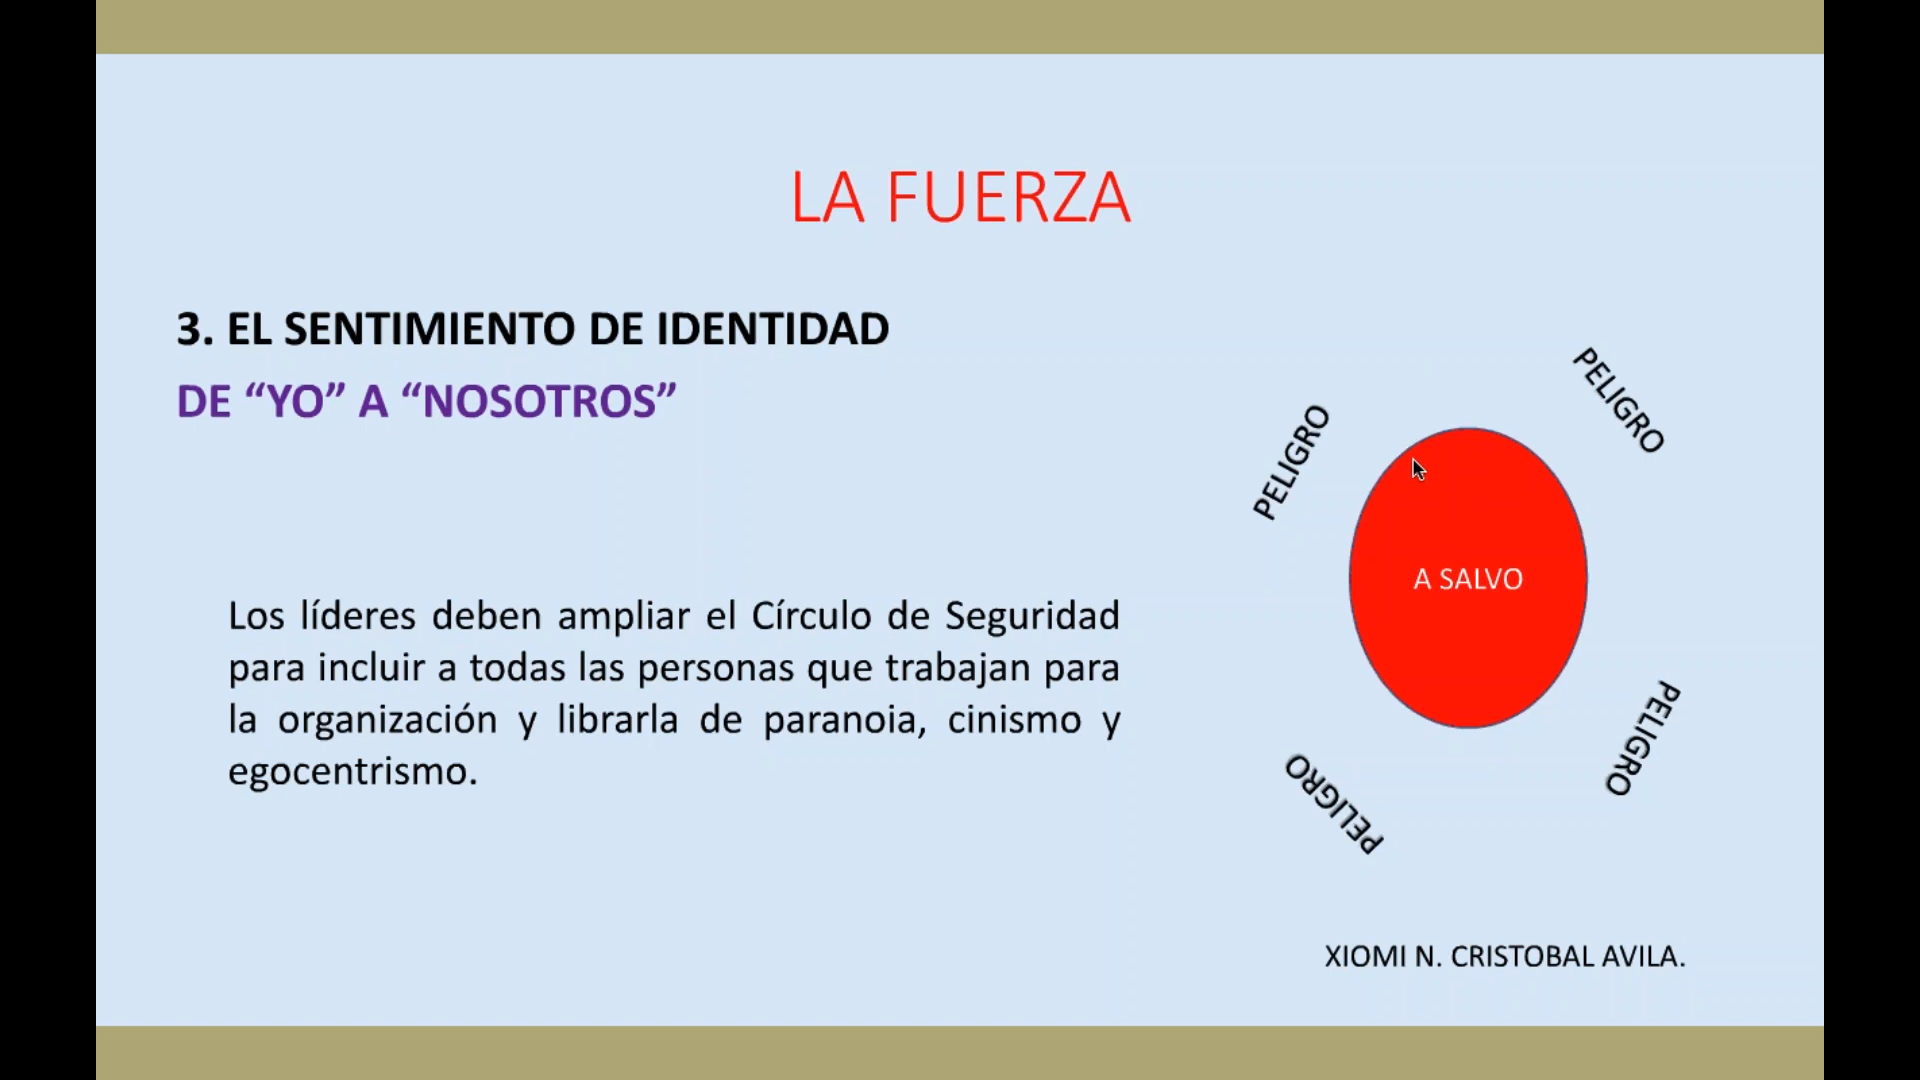 LA FUERZA
3. EL SENTIMIENTO DE IDENTIDAD
DE “YO” A “NOSOTROS”
Los líderes deben ampliar el Círculo de Seguridad
para incluir a todas las personas que trabajan para
la organización y librarla de paranoia, cinismo y
egocentrismo.
PELIGRO
PELIGRO
A SALVO
PELIGRO
PELIGRO
XIOMI N. CRISTOBAL AVILA.